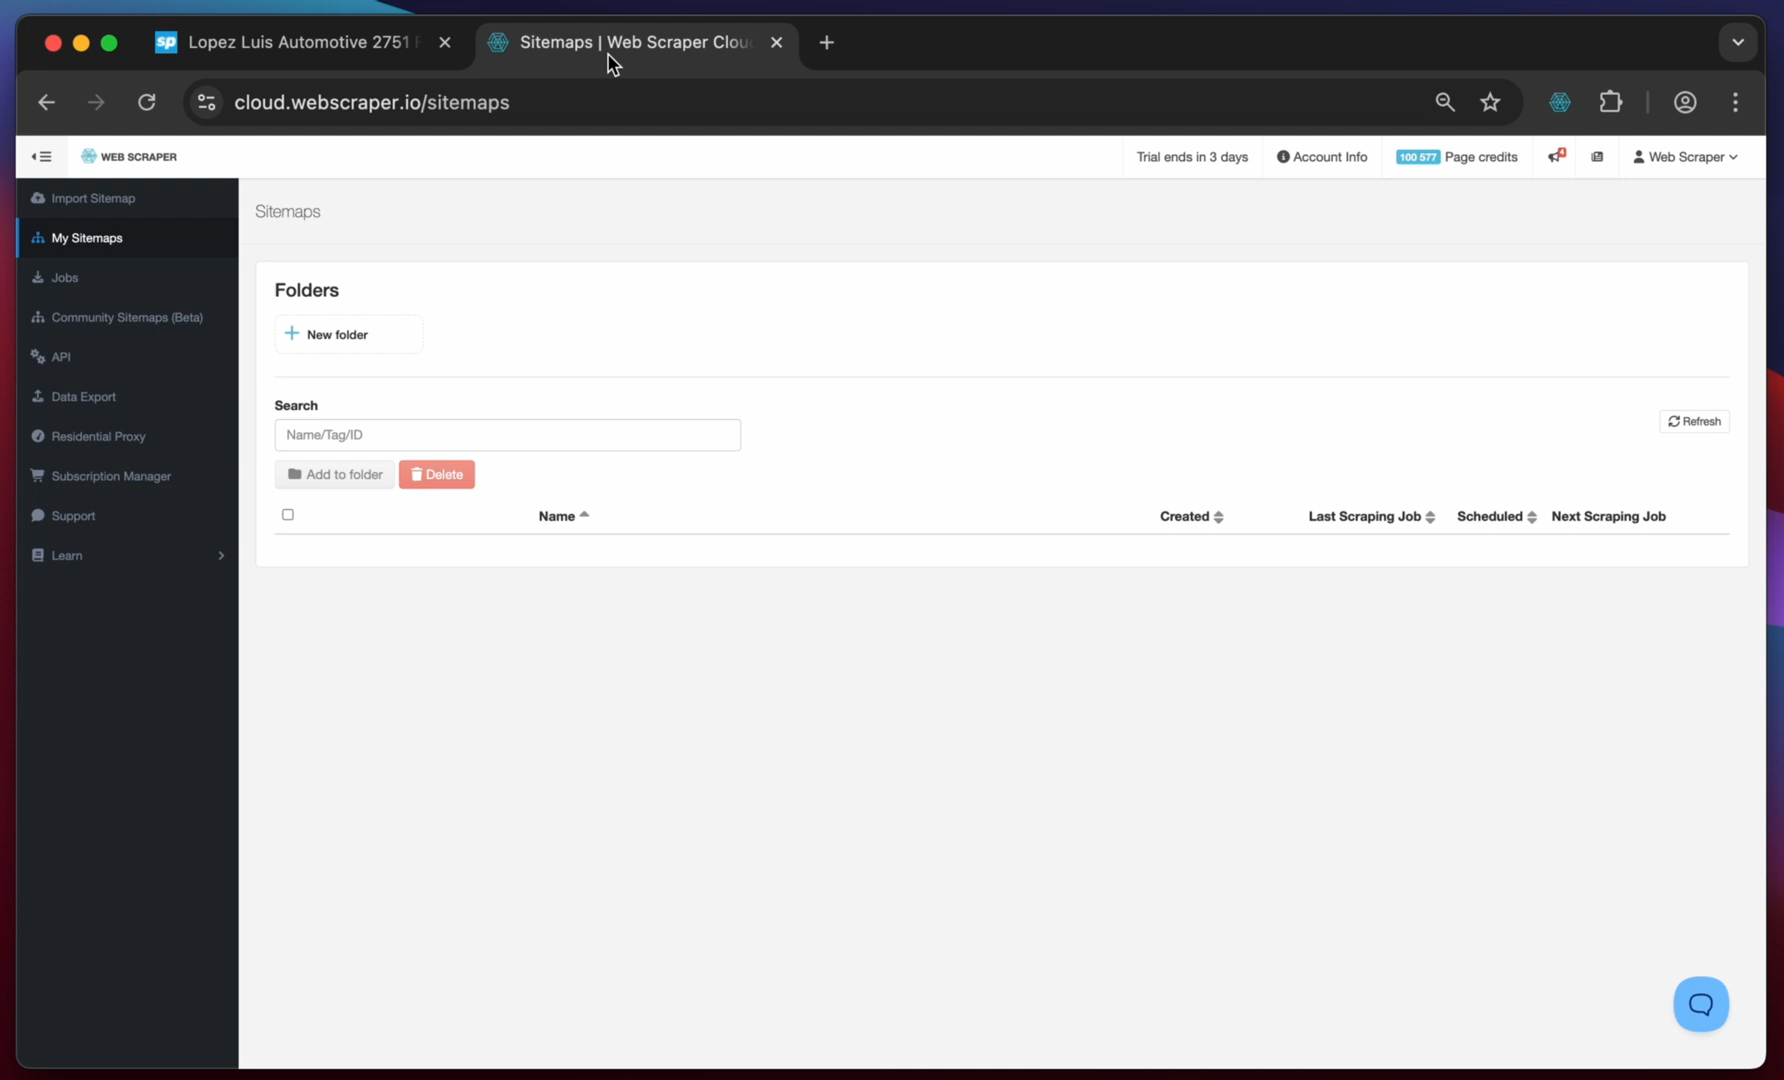 sp Lopez Luis Automotive 2751
Sitemaps | Web Scraper Clou
cloud.webscraper.io/sitemaps
WEB SCRAPER
Trial ends in 3 days
Account Info
100 577 Page credits
4
Web Scraper
Import Sitemap
My Sitemaps
Jobs
Community Sitemaps (Beta)
API
Data Export
Residential Proxy
Subscription Manager
Support
Learn
Sitemaps
Folders
+ New folder
Search
Name/Tag/ID
Refresh
Add to folder
Delete
Name
Created
Last Scraping Job
Scheduled
Next Scraping Job